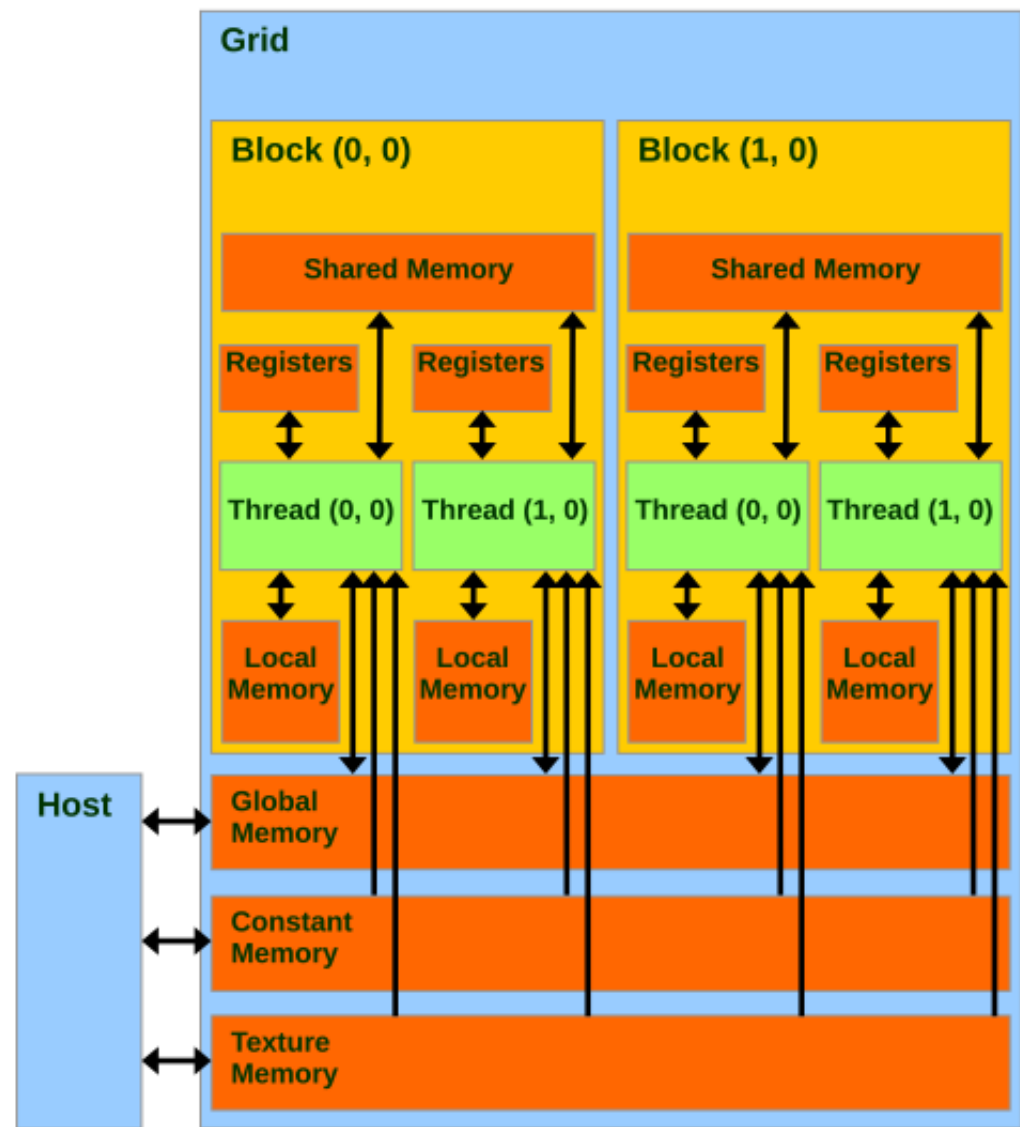 Grid
Block (0, 0)
Block (1, 0)
Shared Memory
Shared Memory
Registers
Registers
Registers
Registers
Thread (0, 0)
Thread (1, 0)
Thread (0, 0)
Thread (1, 0)
Local
Memory
Local
Memory
Local
Memory
Local
Memory
Host
Global
Memory
Constant
Memory
Texture
Memory